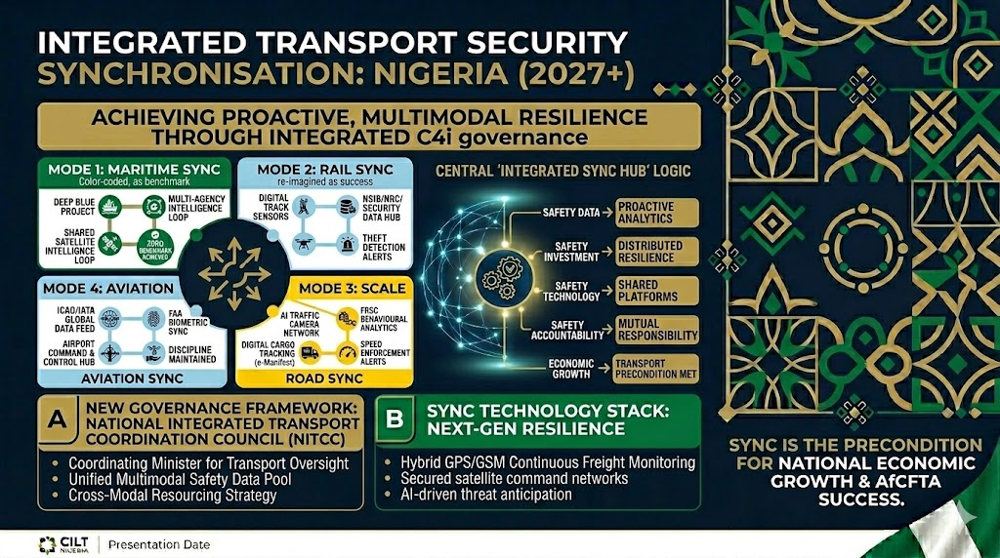 INTEGRATED TRANSPORT SECURITY
SYNCHRONISATION: NIGERIA (2027+)
ACHIEVING PROACTIVE, MULTIMODAL RESILIENCE
THROUGH INTEGRATED C4i governance
MODE 1: MARITIME SYNC
Color-coded, as benchmark
DEEP BLUE
PROJECT
MULTI-AGENCY
INTELLIGENCE
LOOP
SHARED
SATELLITE
INTELLIGNCE
LOOP
ZORO
BENAMARK
ACHIEVED
MODE 2: RAIL SYNC
re-imagined as success
DIGITAL
TRACK
SENSORS
NSIB/NRC/
SECURITY
DATA HUB
THEFT
DETECTION
ALERTS
MODE 4: AVIATION
ICAO/IATA
GLOBAL
DATA FEED
FAA
BIOMETRIC
SYNC
AIRPORT
COMMAND &
CONTROL HUB
DISCIPLINE
MAINTAINED
AVIATION SYNC
MODE 3: SCALE
AI TRAFFIC
CAMERA
NETWORK
FRSC
BEHAVIOURAL
ANALYTICS
DIGITAL CARGO
TRACKING
(e-Manifest)
SPEED
ENFORCEMENT
ALERTS
ROAD SYNC
CENTRAL 'INTEGRATED SYNC HUB' LOGIC
SAFETY DATA
PROACTIVE
ANALYTICS
SAFETY
INVESTMENT
DISTRIBUTED
RESILIENCE
SAFETY
TECHNOLOGY
SHARED
PLATFORMS
SAFETY
ACCOUNTABILITY
MUTUAL
RESPONSIBILITY
ECONOMIC
GROWTH
TRANSPORT
PRECONDITION MET
A
NEW GOVERNANCE FRAMEWORK:
NATIONAL INTEGRATED TRANSPORT
COORDINATION COUNCIL (NITCC)
• Coordinating Minister for Transport Oversight
• Unified Multimodal Safety Data Pool
• Cross-Modal Resourcing Strategy
B
SYNC TECHNOLOGY STACK:
NEXT-GEN RESILIENCE
• Hybrid GPS/GSM Continuous Freight Monitoring
• Secured satellite command networks
• AI-driven threat anticipation
SYNC IS THE PRECONDITION
FOR NATIONAL ECONOMIC
GROWTH & AfCFTA
SUCCESS.
CILT
NIGERIA
Presentation Date